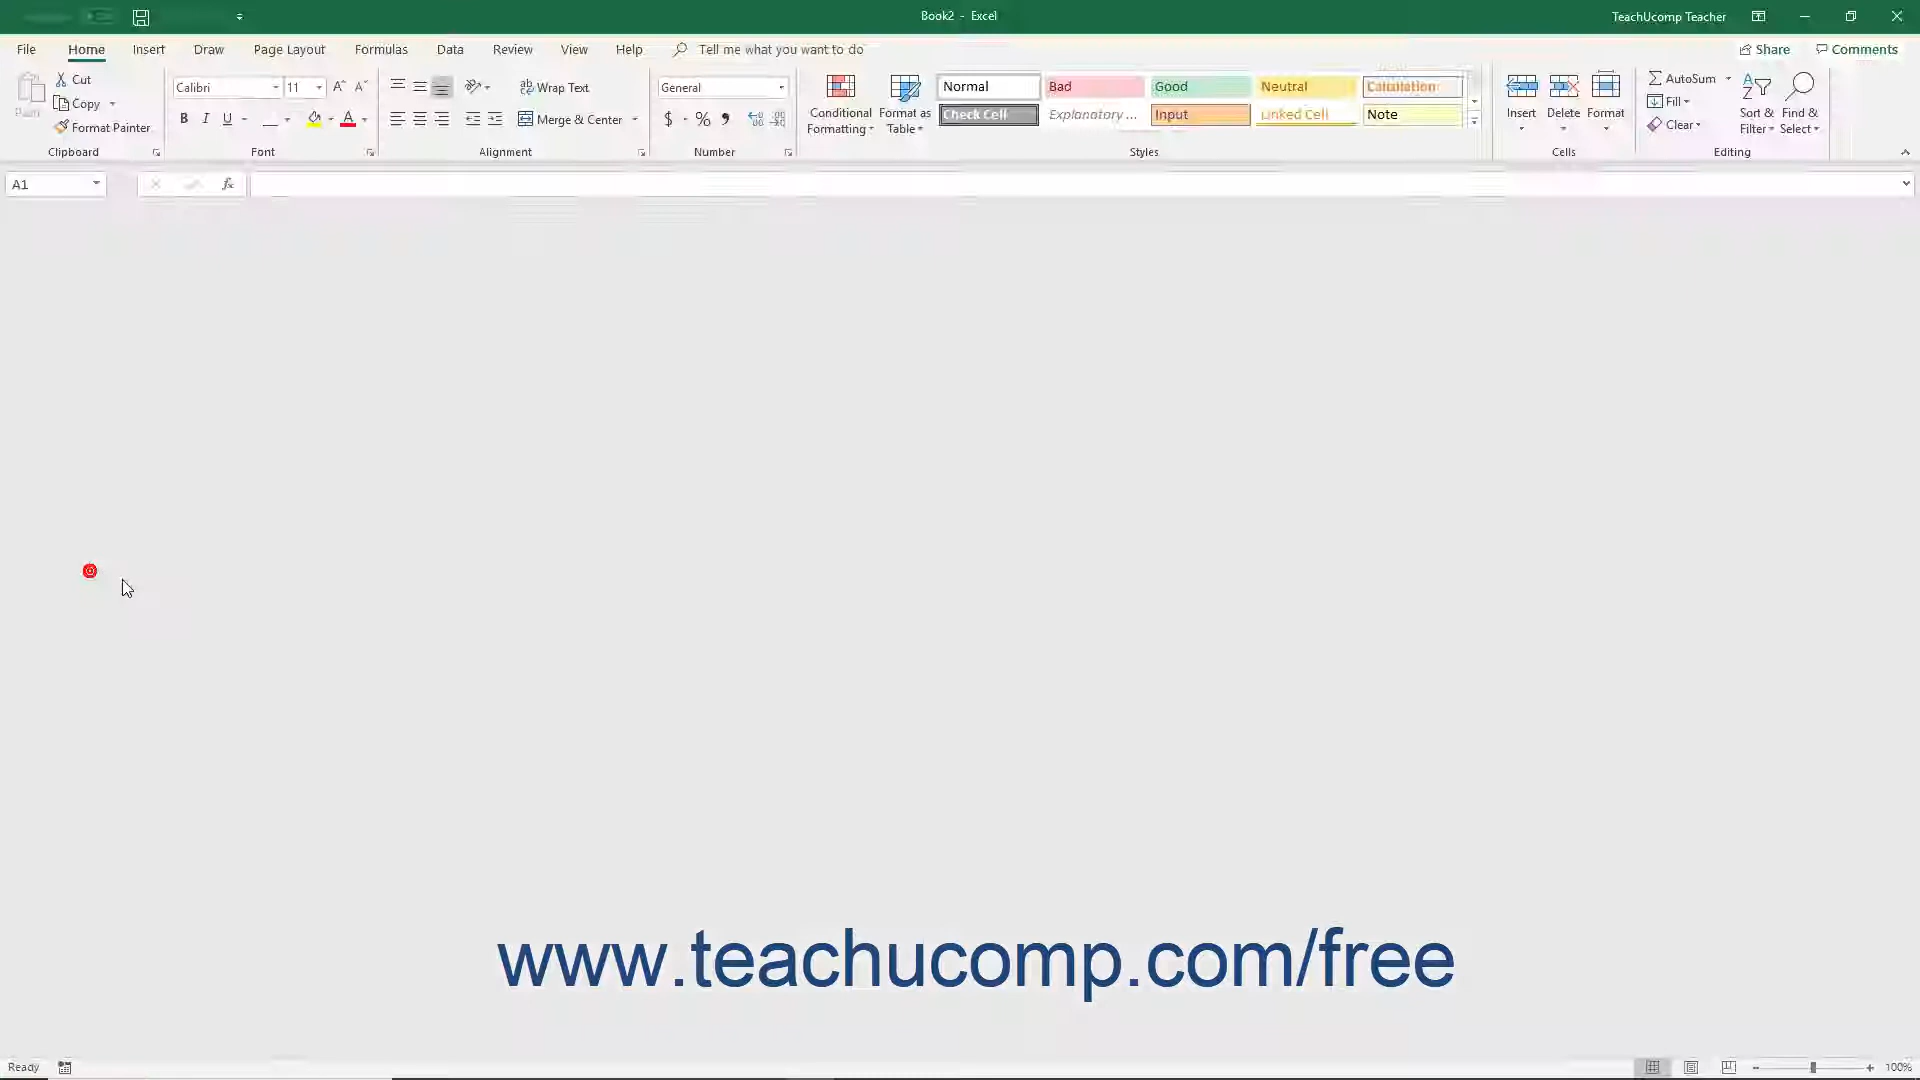 Book2 - Excel
TeachUcomp Teacher
File Home Insert Draw Page Layout Formulas Data Review View Help Tell me what you want to do Share Comments
Paste
Cut
Copy
Format Painter
Clipboard
Calibri 11
B I U A
Font
Wrap Text
Merge & Center
Alignment
General
$ % ,
Number
Conditional Formatting
Format as Table
Normal Bad Good Neutral Calculation
Check Cell Explanatory ... Input Linked Cell Note
Styles
Insert Delete Format
Cells
AutoSum
Fill
Clear
Sort & Filter
Find & Select
Editing
A1
fx
www.teachucomp.com/free
Ready
100%